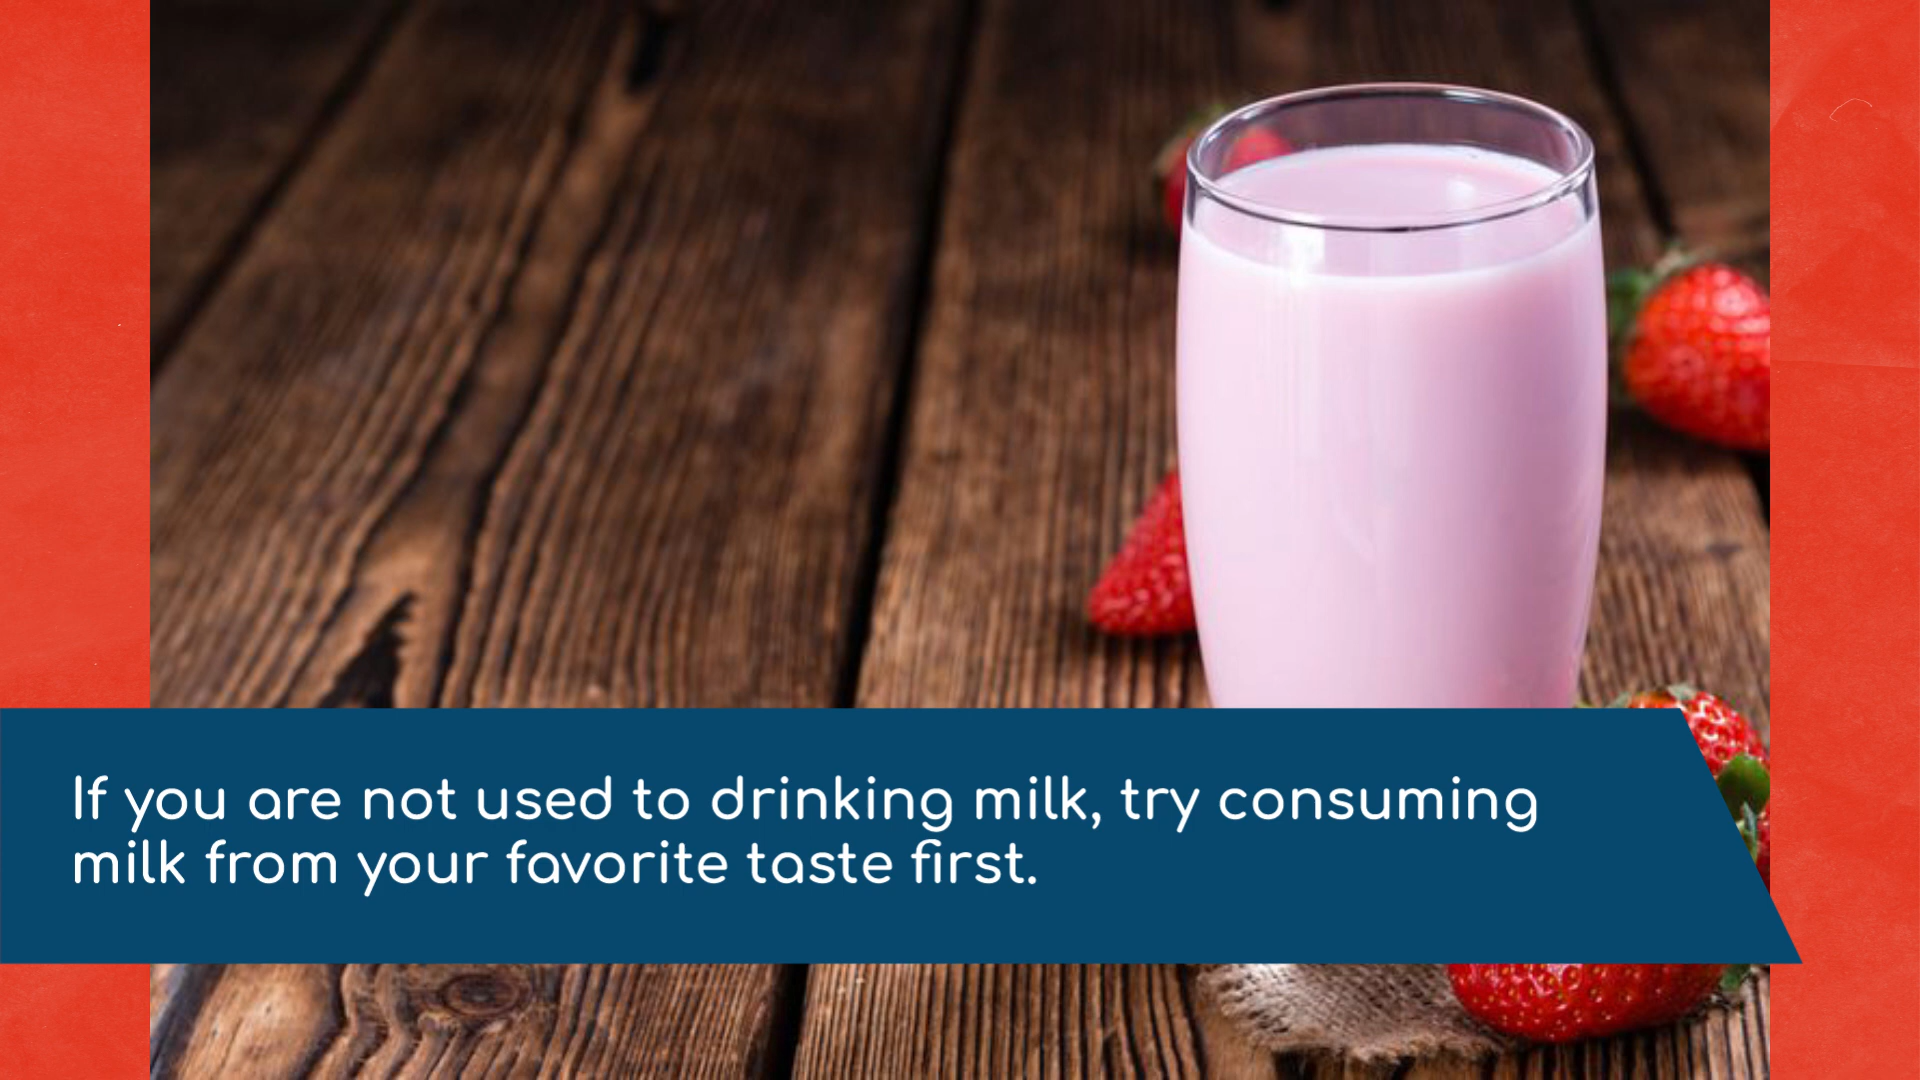 If you are not used to drinking milk, try consuming
milk from your favorite taste first.